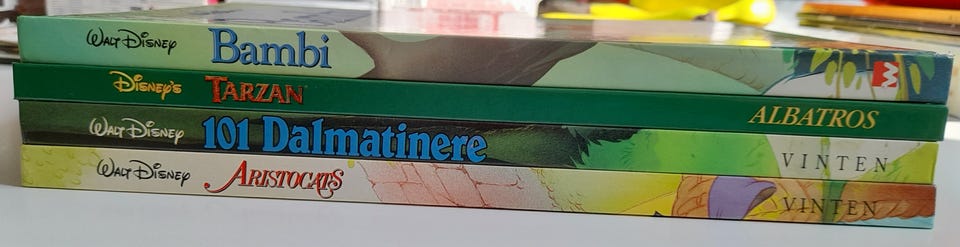 Walt Disney Bambi W
Disney's Tarzan ALBATROS
Walt Disney 101 Dalmatinere VINTEN
Walt Disney Aristocats VINTEN